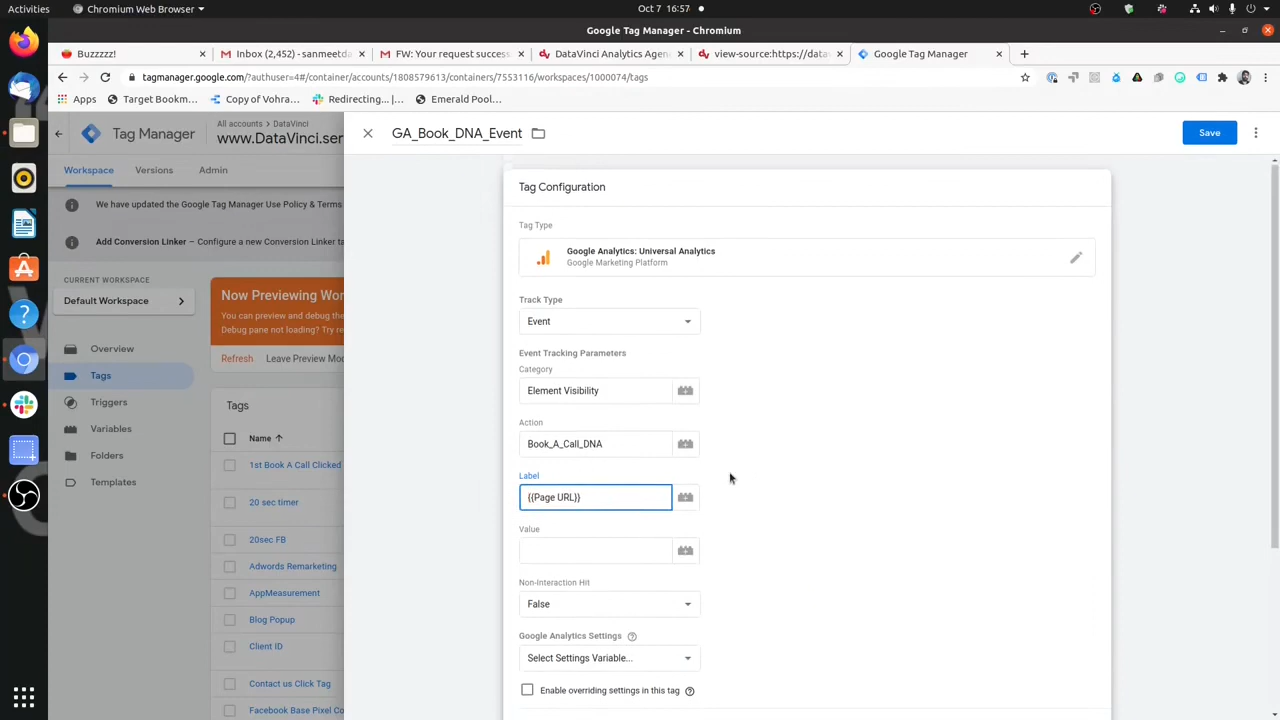 Activities
Chromium Web Browser
Oct 7 16:57
Google Tag Manager - Chromium
Buzzzzz!
Inbox (2,452) - sanmeetda
FW: Your request success
DataVinci Analytics Agen
view-source:https://data
Google Tag Manager
tagmanager.google.com/?authuser=4#/container/accounts/1808579613/containers/7553116/workspaces/1000074/tags
Apps
Target Bookm...
Copy of Vohra...
Redirecting... |...
Emerald Pool...
Tag Manager
All accounts > DataVinci
www.DataVinci.ser
GA_Book_DNA_Event
Save
Workspace
Versions
Admin
We have updated the Google Tag Manager Use Policy & Terms
Add Conversion Linker – Configure a new Conversion Linker ta
CURRENT WORKSPACE
Default Workspace
Now Previewing Wor
You can preview and debug the
Debug pane not loading? Try re
Refresh
Leave Preview Mod
Overview
Tags
Triggers
Variables
Folders
Templates
Tags
Name
1st Book A Call Clicked
20 sec timer
20sec FB
Adwords Remarketing
AppMeasurement
Blog Popup
Client ID
Contact us Click Tag
Facebook Base Pixel Co
Tag Configuration
Tag Type
Google Analytics: Universal Analytics
Google Marketing Platform
Track Type
Event
Event Tracking Parameters
Category
Element Visibility
Action
Book_A_Call_DNA
Label
{{Page URL}}
Value
Non-Interaction Hit
False
Google Analytics Settings
Select Settings Variable...
Enable overriding settings in this tag